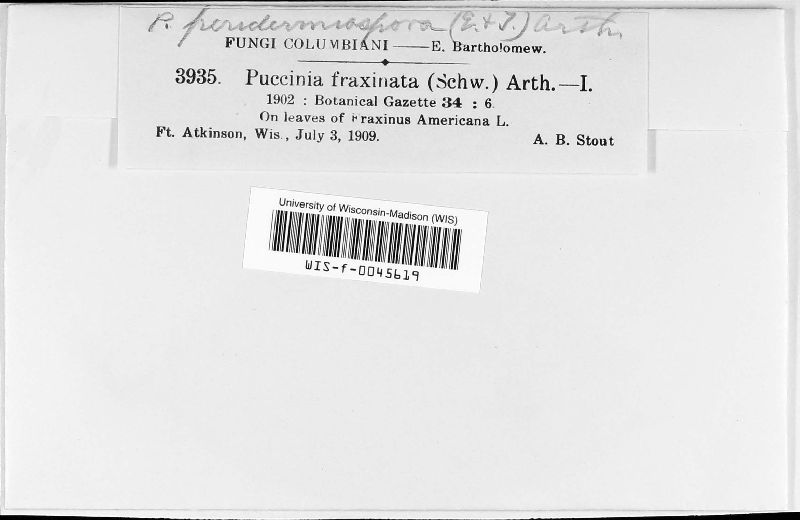 P. peridermiospora (E. & T.) Arth.
FUNGI COLUMBIANI —— E. Bartholomew.
3935. Puccinia fraxinata (Schw.) Arth.—I.
1902 : Botanical Gazette 34 : 6.
On leaves of Fraxinus Americana L.
Ft. Atkinson, Wis., July 3, 1909. A. B. Stout
University of Wisconsin-Madison (WIS)
WIS-f-0045619